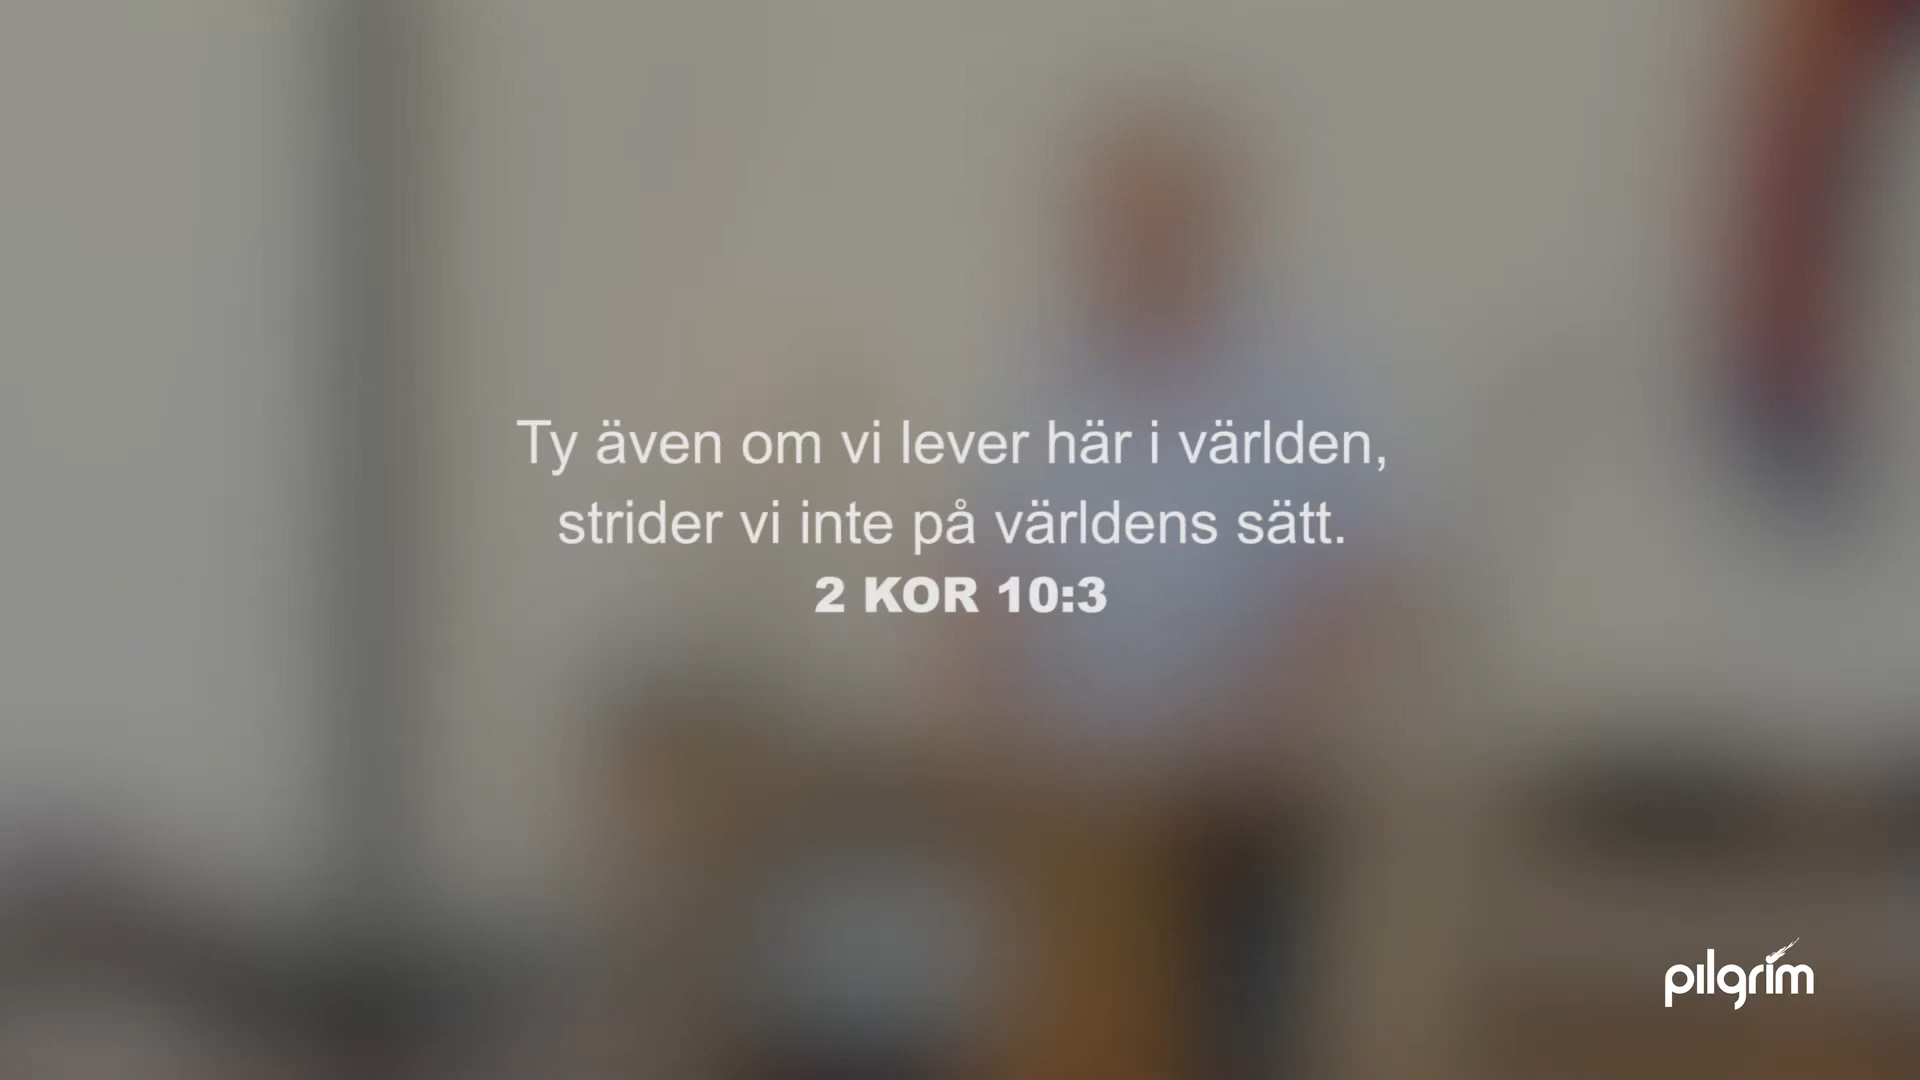 Ty även om vi lever här i världen,
strider vi inte på världens sätt.
2 KOR 10:3
pilgrim